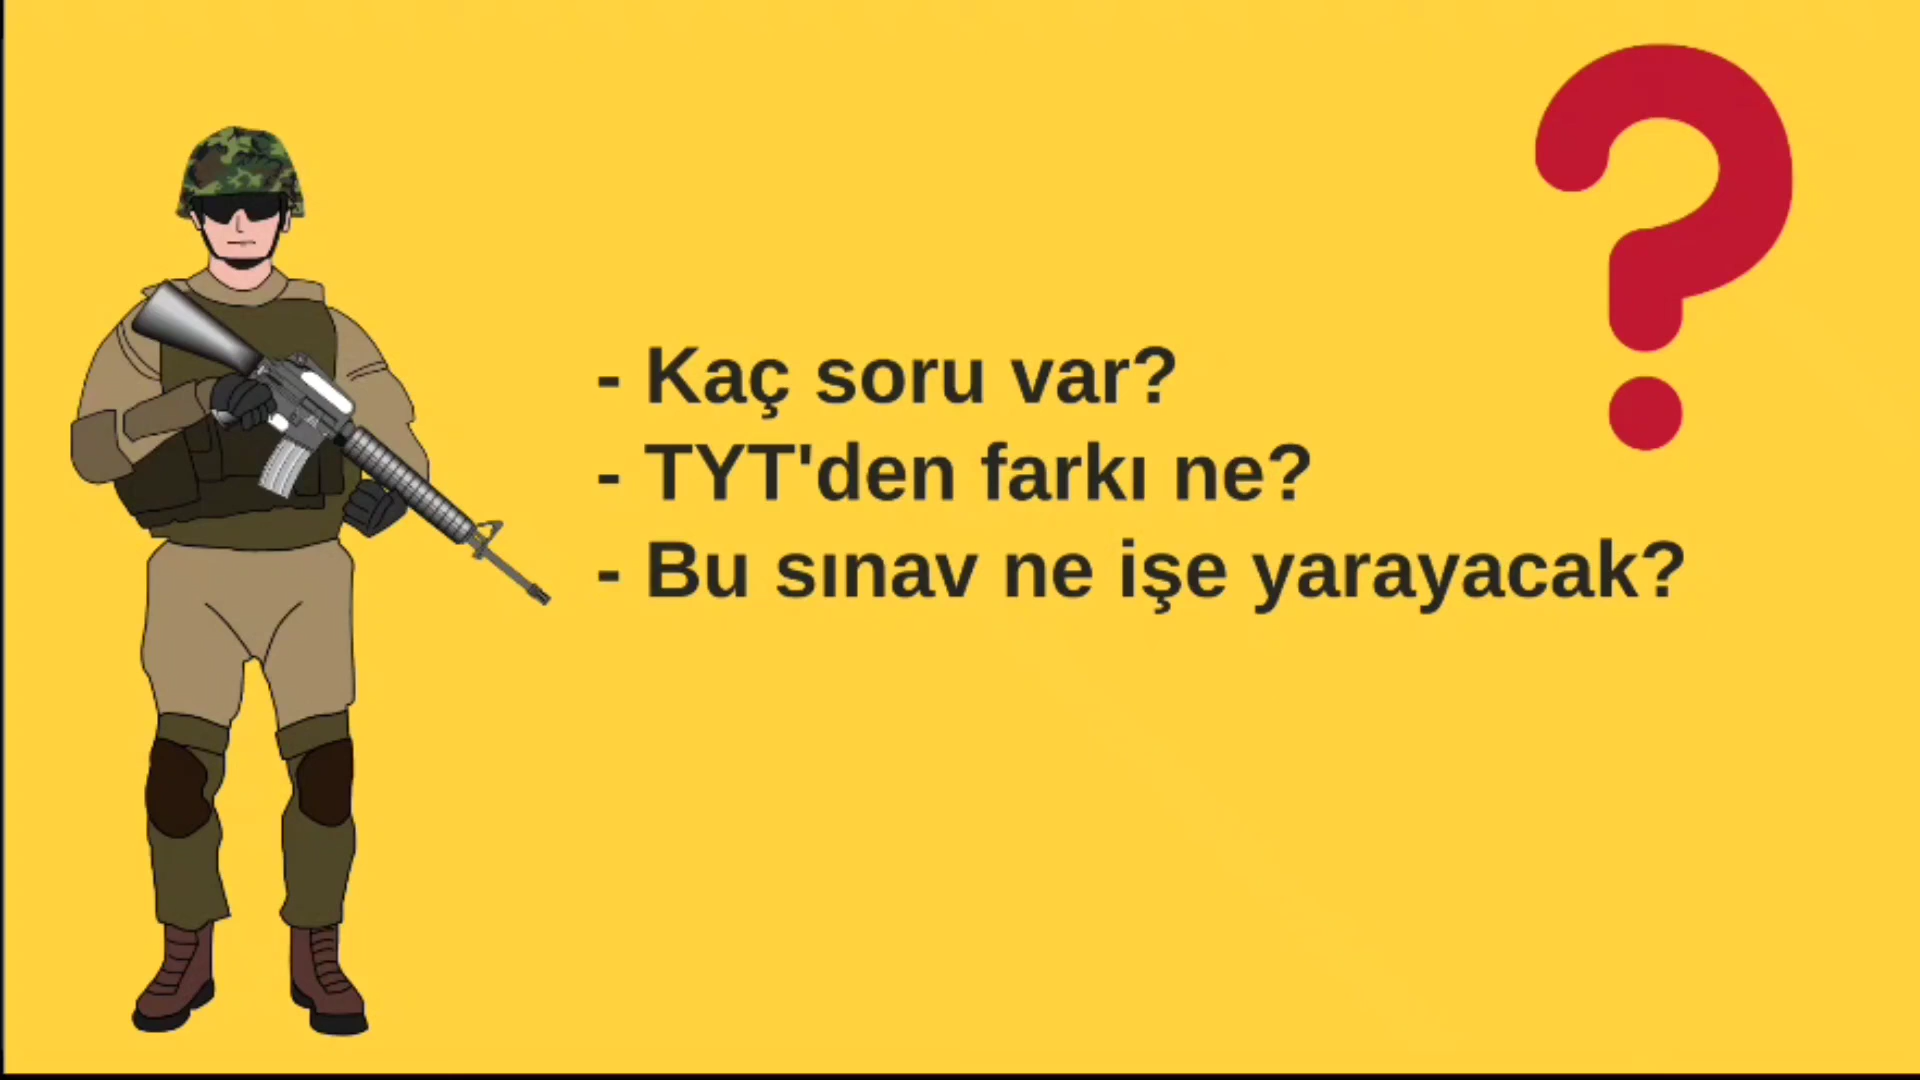 - Kaç soru var?
- TYT'den farkı ne?
- Bu sınav ne işe yarayacak?